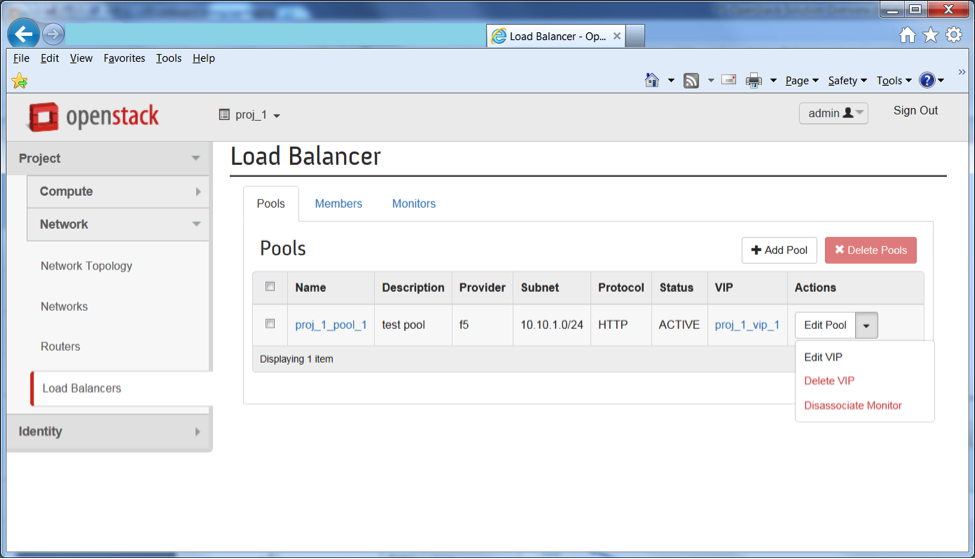 Load Balancer - Op...
File Edit View Favorites Tools Help
Page Safety Tools
openstack
proj_1
admin
Sign Out
Project
Compute
Network
Network Topology
Networks
Routers
Load Balancers
Identity
Load Balancer
Pools Members Monitors
Pools
Add Pool
Delete Pools
Name Description Provider Subnet Protocol Status VIP Actions
proj_1_pool_1 test pool f5 10.10.1.0/24 HTTP ACTIVE proj_1_vip_1 Edit Pool
Displaying 1 item
Edit VIP
Delete VIP
Disassociate Monitor